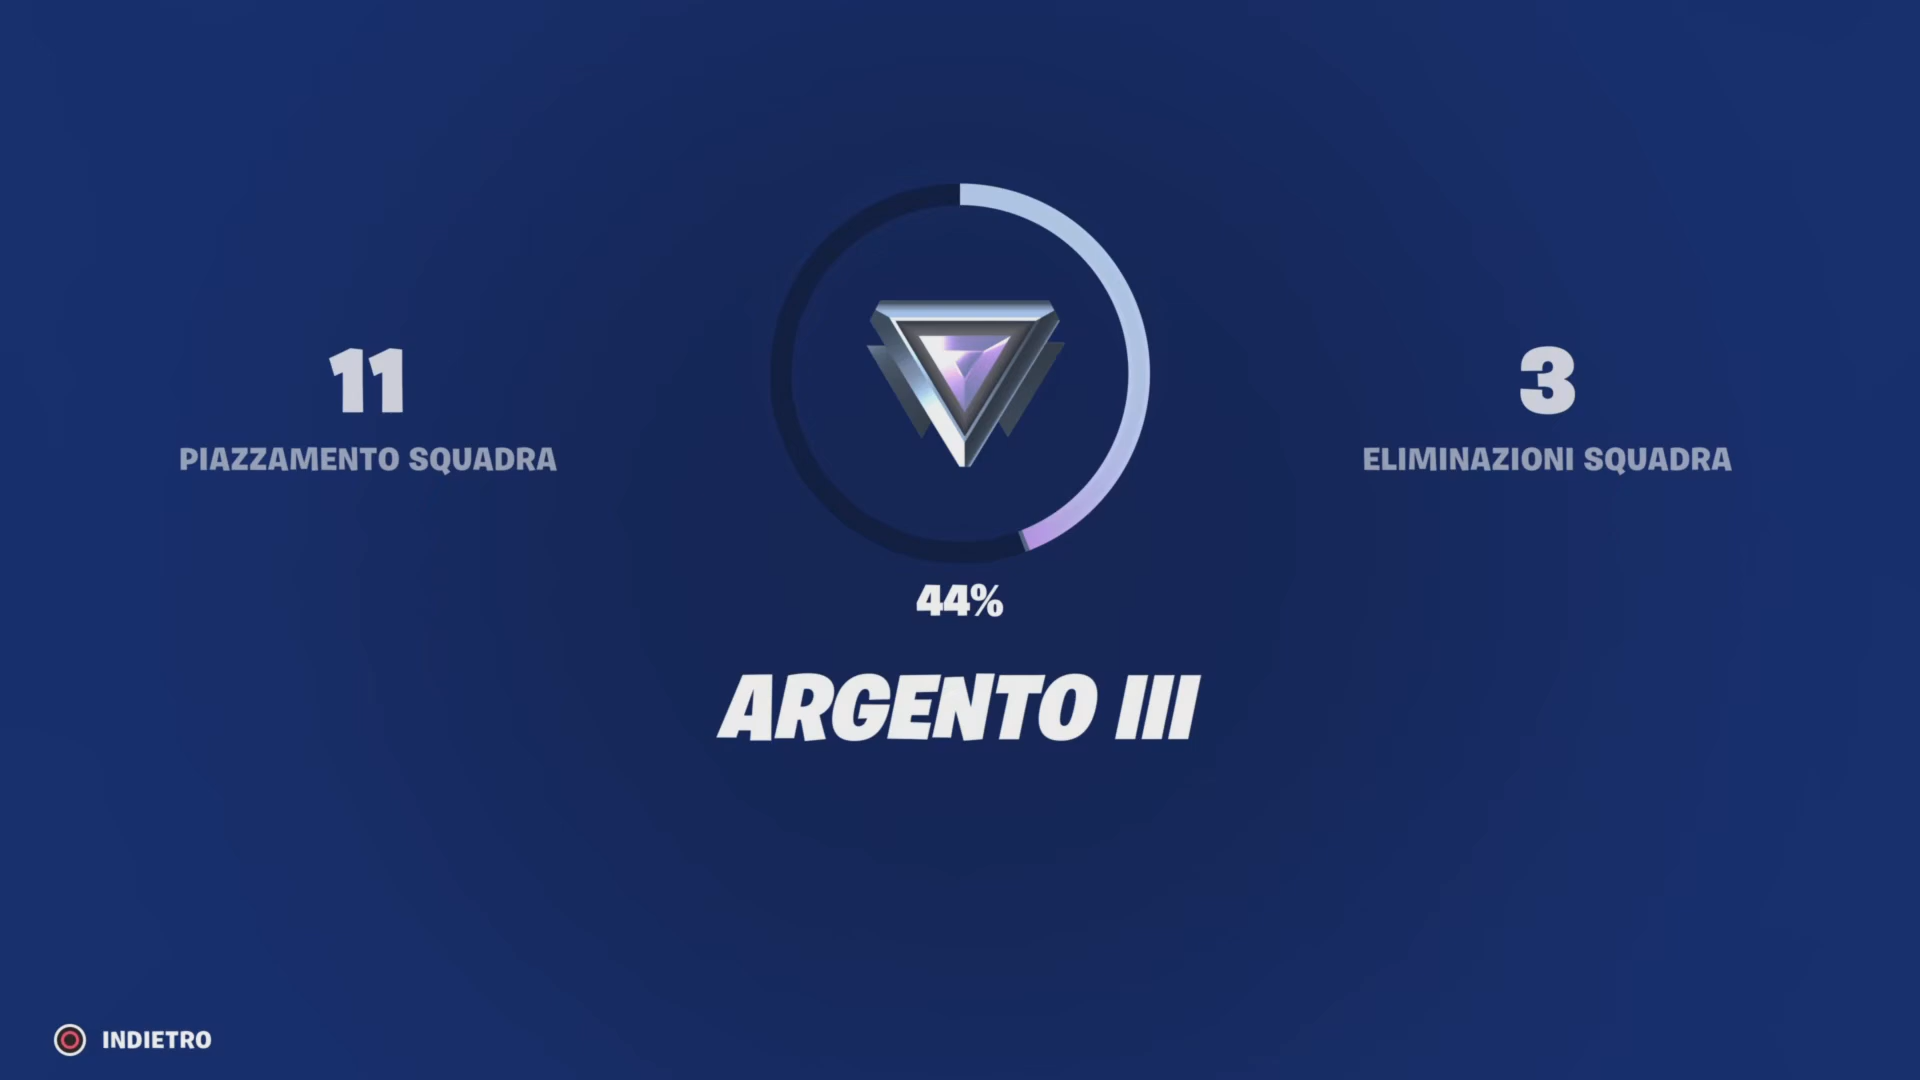 11
PIAZZAMENTO SQUADRA
3
ELIMINAZIONI SQUADRA
44%
ARGENTO III
INDIETRO